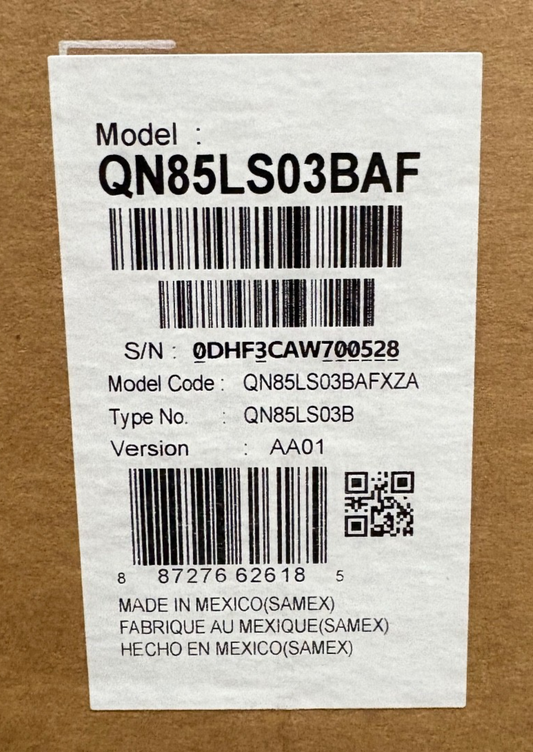 Model :
QN85LS03BAF
S/N : 0DHF3CAW700528
Model Code : QN85LS03BAFXZA
Type No. : QN85LS03B
Version : AA01
8 87276 62618 5
MADE IN MEXICO(SAMEX)
FABRIQUE AU MEXIQUE(SAMEX)
HECHO EN MEXICO(SAMEX)